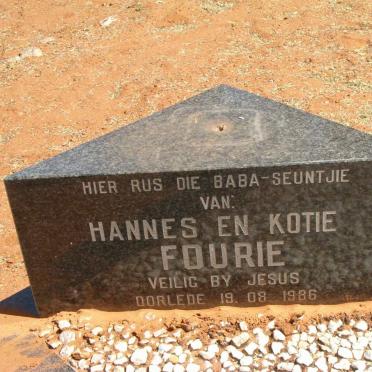 HIER RUS DIE BABA-SEUNTJIE
VAN:
HANNES EN KOTIE
FOURIE
VEILIG BY JESUS
OORLEDE 19.08.1986